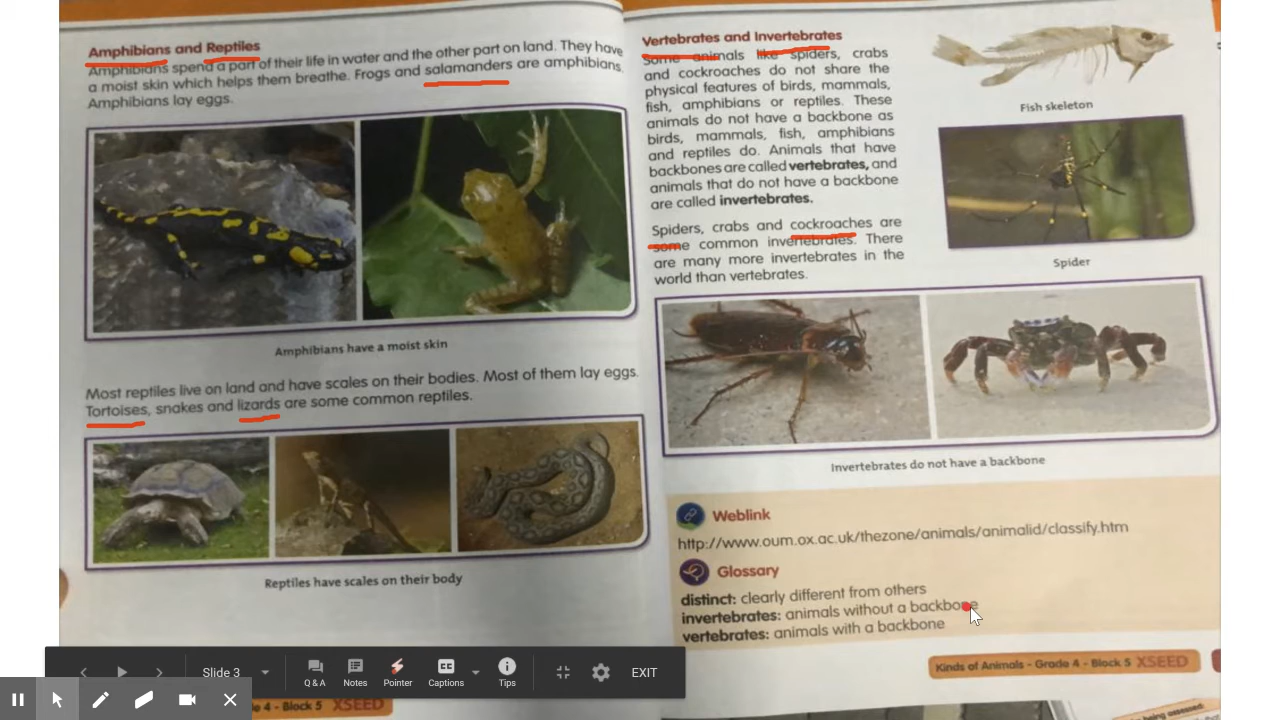 Amphibians and Reptiles
Amphibians spend a part of their life in water and the other part on land. They have
a moist skin which helps them breathe. Frogs and salamanders are amphibians.
Amphibians lay eggs.
Amphibians have a moist skin
Most reptiles live on land and have scales on their bodies. Most of them lay eggs.
Tortoises, snakes and lizards are some common reptiles.
Reptiles have scales on their body
Vertebrates and Invertebrates
Some animals like spiders, crabs
and cockroaches do not share the
physical features of birds, mammals,
fish, amphibians or reptiles. These
animals do not have a backbone as
birds, mammals, fish, amphibians
and reptiles do. Animals that have
backbones are called vertebrates, and
animals that do not have a backbone
are called invertebrates.
Spiders, crabs and cockroaches are
some common invertebrates. There
are many more invertebrates in the
world than vertebrates.
Fish skeleton
Spider
Invertebrates do not have a backbone
Weblink
http://www.oum.ox.ac.uk/thezone/animals/animalid/classify.htm
Glossary
distinct: clearly different from others
invertebrates: animals without a backbone
vertebrates: animals with a backbone
Kinds of Animals - Grade 4 - Block 5 XSEED
being assessed:
Slide 3
Q & A
Notes
Pointer
Captions
Tips
EXIT
de 4 - Block 5 XSEED